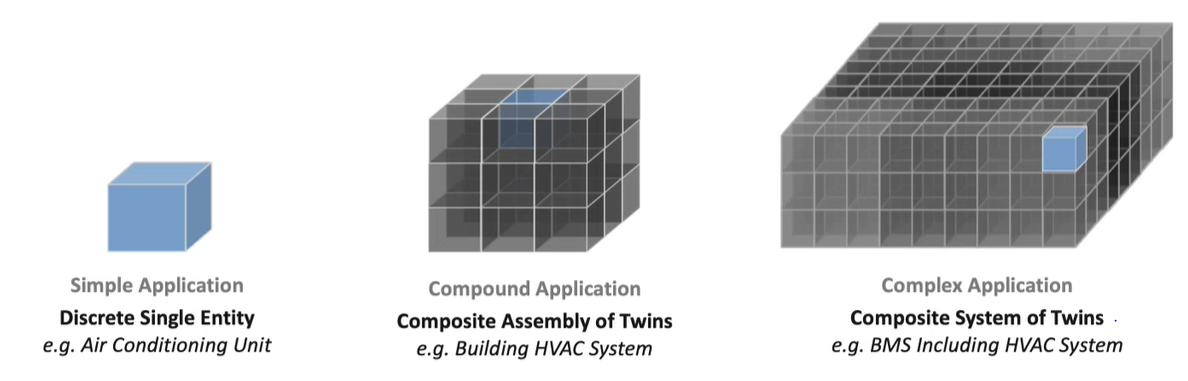 Simple Application
Discrete Single Entity
e.g. Air Conditioning Unit
Compound Application
Composite Assembly of Twins
e.g. Building HVAC System
Complex Application
Composite System of Twins
e.g. BMS Including HVAC System